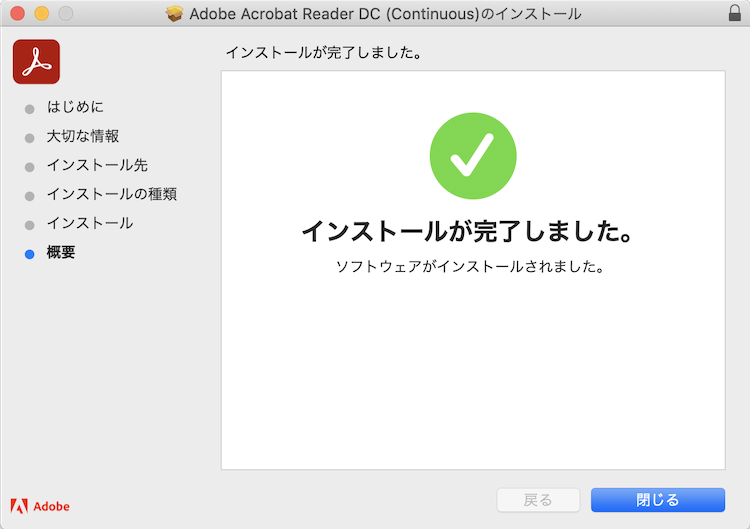 Adobe Acrobat Reader DC (Continuous)のインストール
インストールが完了しました。
はじめに
大切な情報
インストール先
インストールの種類
インストール
概要
インストールが完了しました。
ソフトウェアがインストールされました。
Adobe
戻る
閉じる